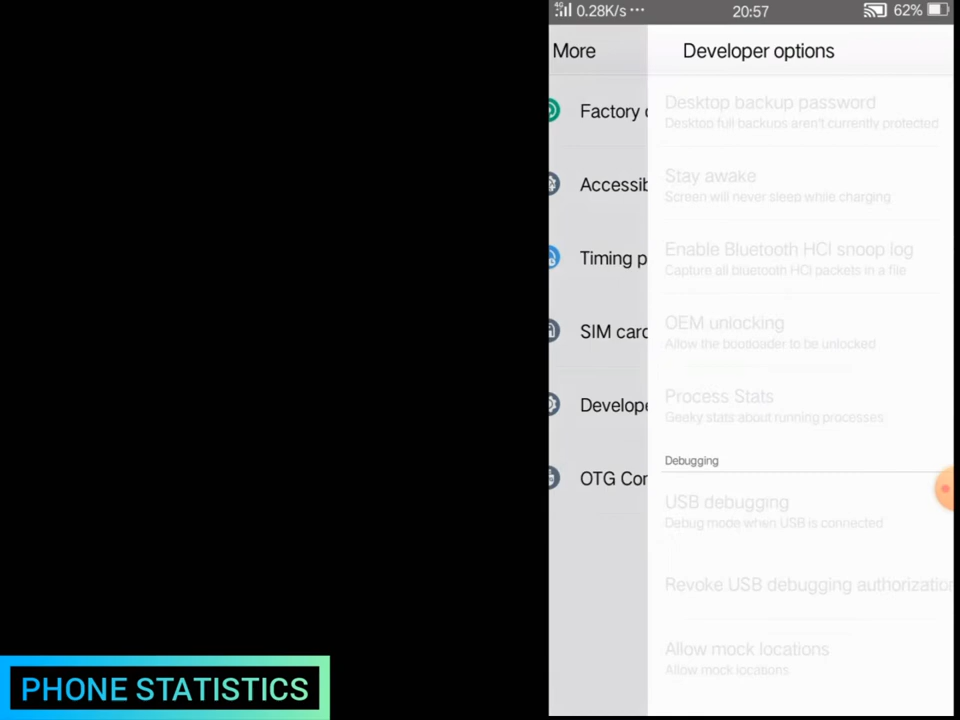 4G 0.28K/s ··· 20:57 62%
More
Developer options
Factory
Accessib
Timing p
SIM card
Develope
OTG Con
Desktop backup password
Desktop full backups aren't currently protected
Stay awake
Screen will never sleep while charging
Enable Bluetooth HCI snoop log
Capture all bluetooth HCI packets in a file
OEM unlocking
Allow the bootloader to be unlocked
Process Stats
Geeky stats about running processes
Debugging
USB debugging
Debug mode when USB is connected
Revoke USB debugging authorization
Allow mock locations
Allow mock locations
PHONE STATISTICS